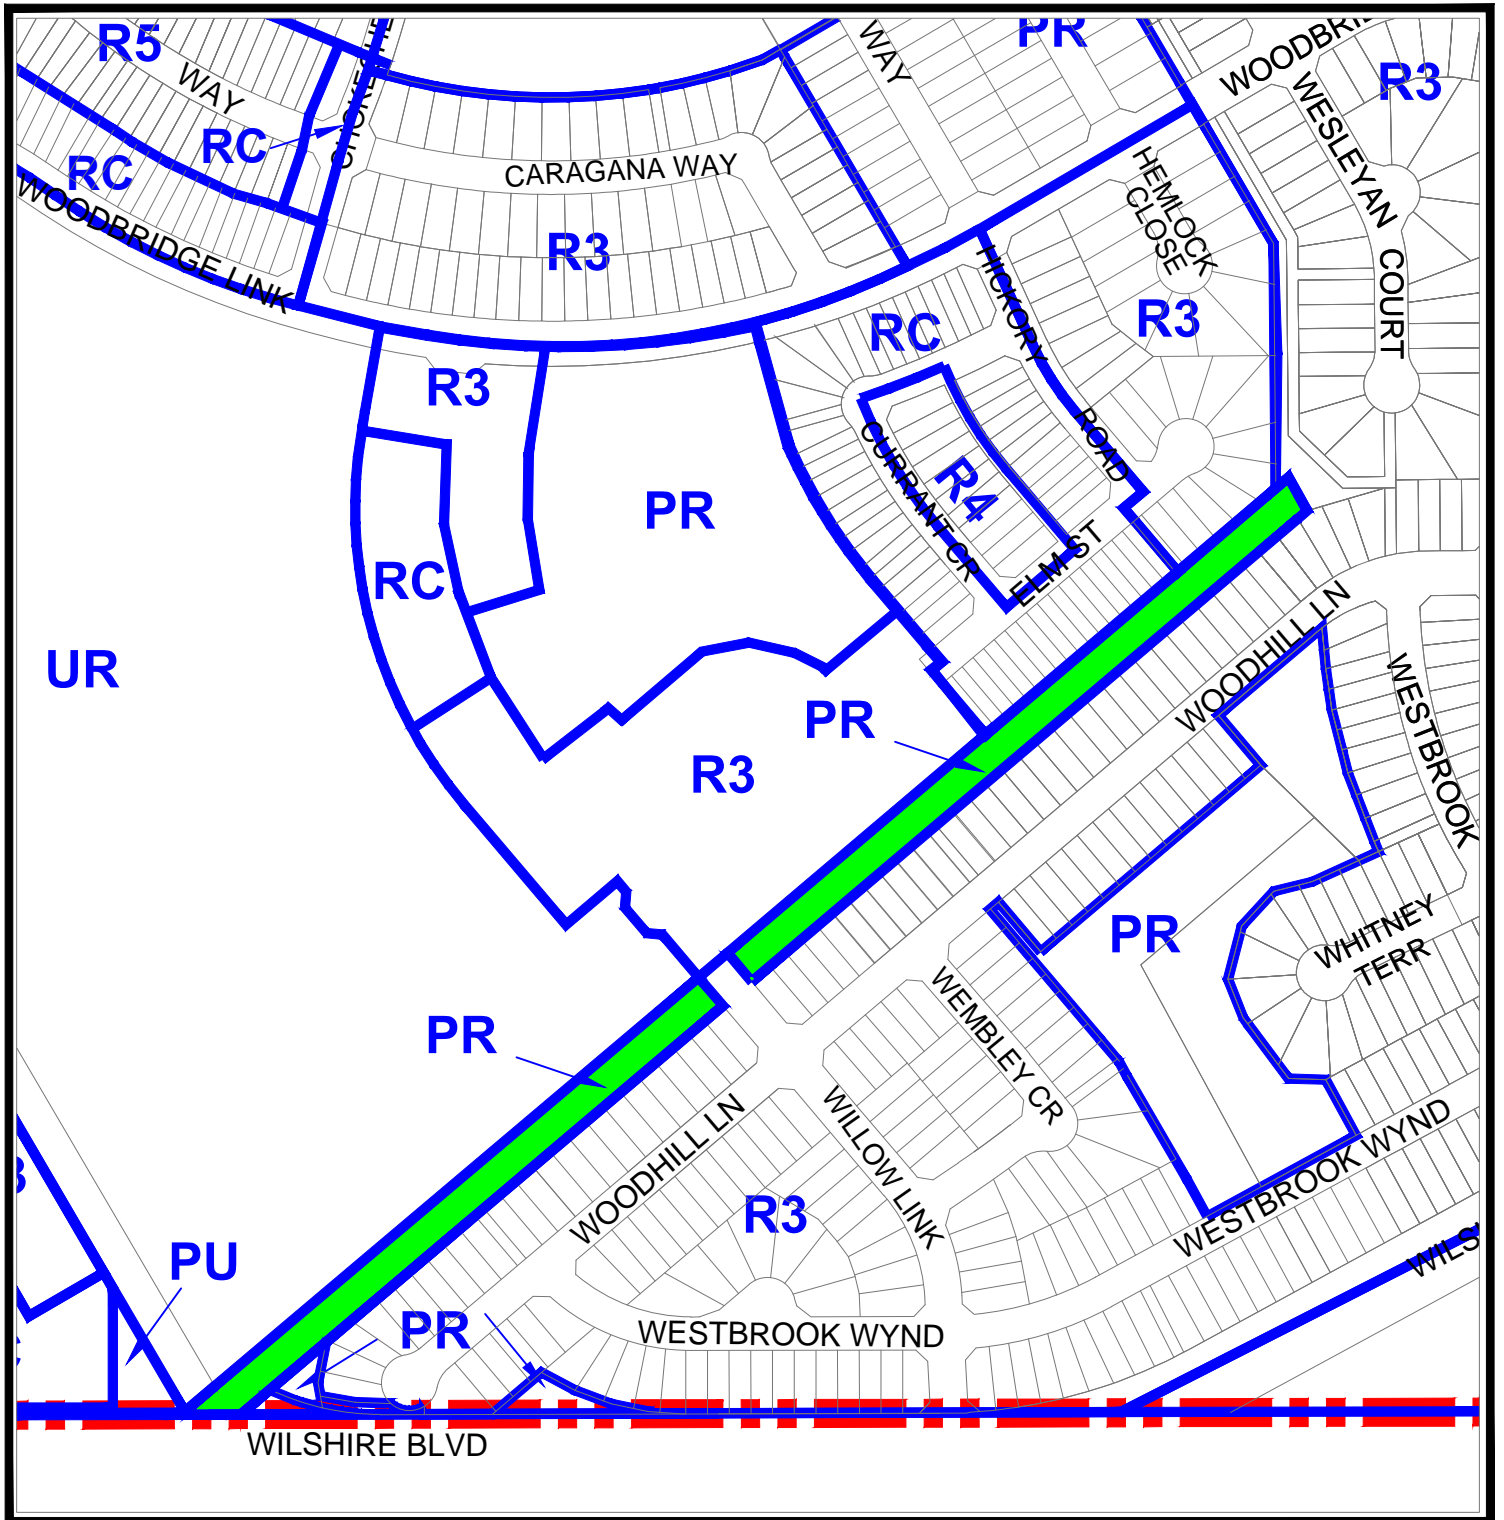 R5
WAY
RC
RC
WOODBRIDGE LINK
CARAGANA WAY
R3
WAY
PR
R3
WESLEYAN COURT
HEMLOCK
CLOSE
R3
HICKORY ROAD
RC
R4
CURRANT CR
ELM ST
R3
PR
RC
UR
PR
R3
WOODHILL LN
WESTBROOK
PR
WHITNEY
TERR
PR
WEMBLEY CR
WOODHILL LN
WILLOW LINK
R3
WESTBROOK WYND
PU
PR
WESTBROOK WYND
WILSHIRE BLVD